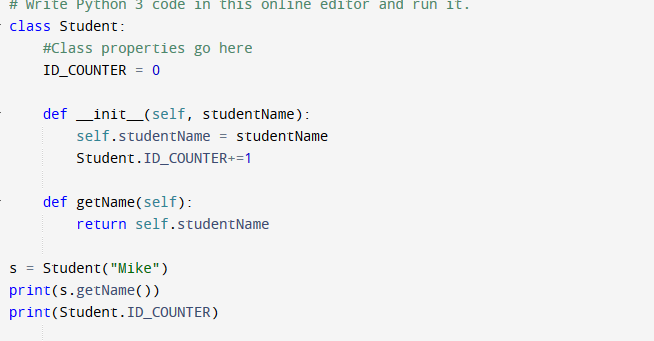 # Write Python 3 code in this online editor and run it.
class Student:
    #Class properties go here
    ID_COUNTER = 0
    def __init__(self, studentName):
        self.studentName = studentName
        Student.ID_COUNTER+=1
    def getName(self):
        return self.studentName
s = Student("Mike")
print(s.getName())
print(Student.ID_COUNTER)